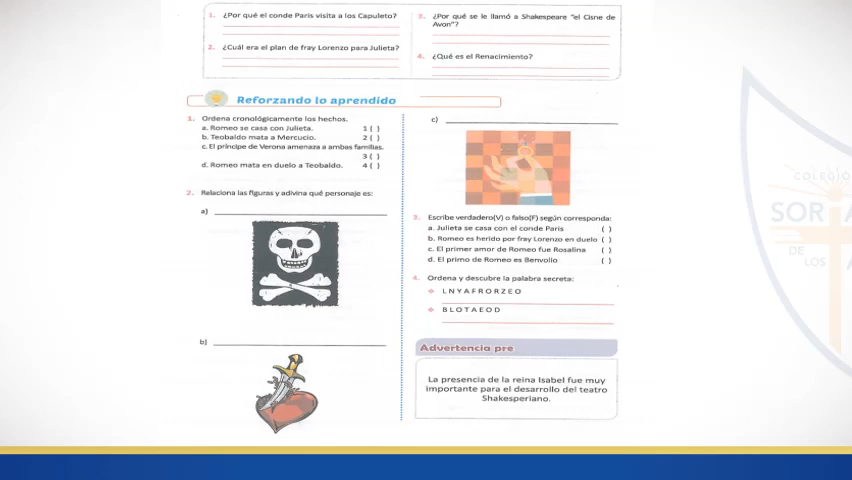 1. ¿Por qué el conde Paris visita a los Capuleto?
2. ¿Cuál era el plan de fray Lorenzo para Julieta?
3. ¿Por qué se le llamó a Shakespeare "el Cisne de
Avon"?
4. ¿Qué es el Renacimiento?
Reforzando lo aprendido
1. Ordena cronológicamente los hechos.
a. Romeo se casa con Julieta. 1 ( )
b. Teobaldo mata a Mercucio. 2 ( )
c. El príncipe de Verona amenaza a ambas familias.
3 ( )
d. Romeo mata en duelo a Teobaldo. 4 ( )
2. Relaciona las figuras y adivina qué personaje es:
a)
b)
c)
3. Escribe verdadero(V) o falso(F) según corresponda:
a. Julieta se casa con el conde Paris ( )
b. Romeo es herido por fray Lorenzo en duelo ( )
c. El primer amor de Romeo fue Rosalina ( )
d. El primo de Romeo es Benvolio ( )
4. Ordena y descubre la palabra secreta:
L N Y A F R O R Z E O
B L O T A E O D
Advertencia pre
La presencia de la reina Isabel fue muy
importante para el desarrollo del teatro
Shakesperiano.
COLEGIO
SOR
A
DE
LOS